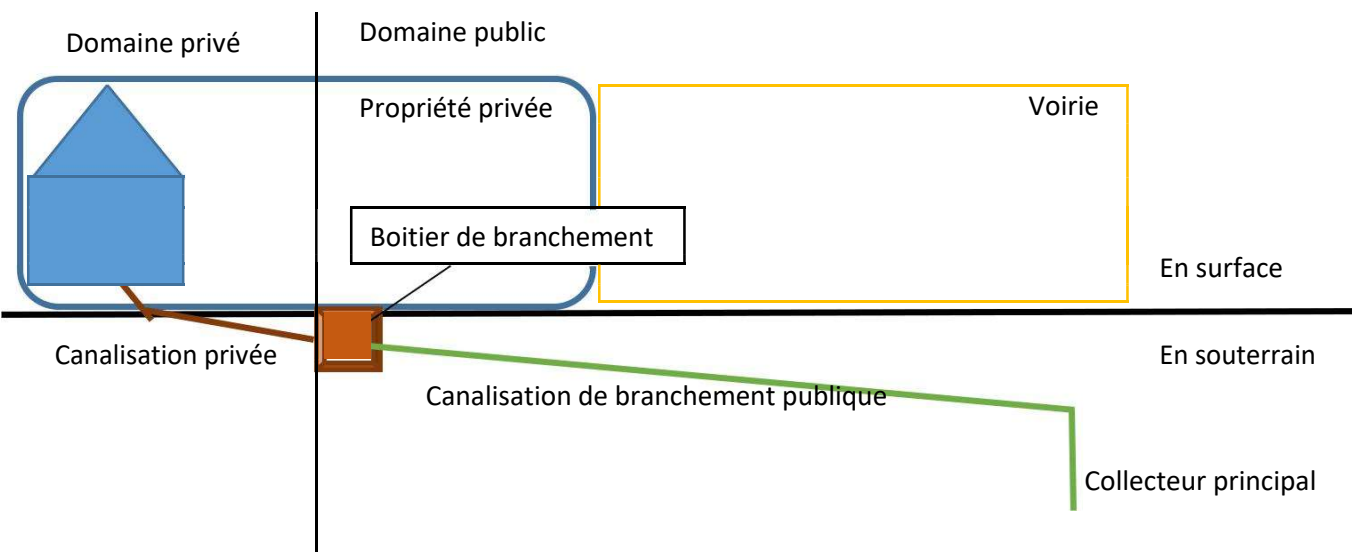 Domaine privé
Domaine public
Propriété privée
Voirie
Boitier de branchement
En surface
Canalisation privée
En souterrain
Canalisation de branchement publique
Collecteur principal